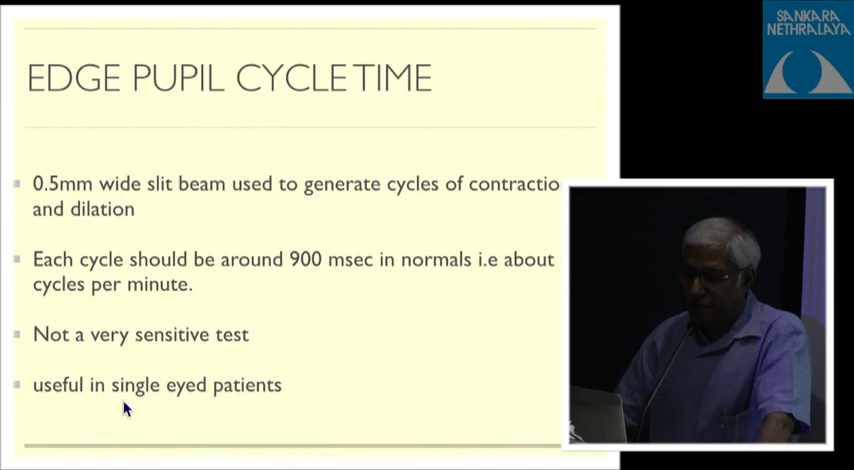 SANKARA
NETHRALAYA
EDGE PUPIL CYCLE TIME
0.5mm wide slit beam used to generate cycles of contractio
and dilation
Each cycle should be around 900 msec in normals i.e about
cycles per minute.
Not a very sensitive test
useful in single eyed patients